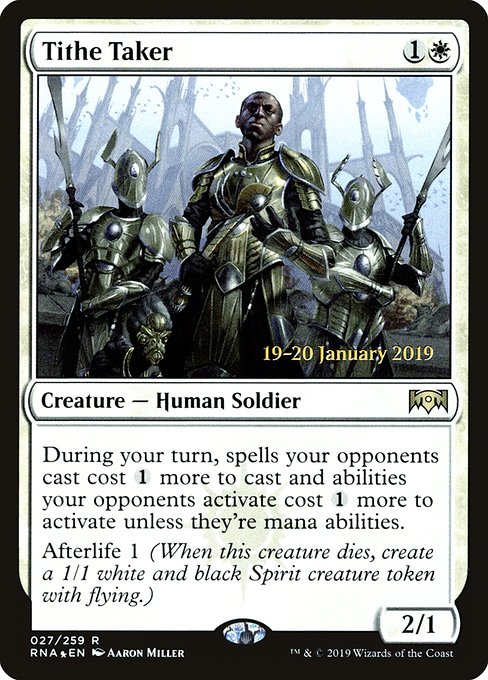 Tithe Taker 1
19–20 January 2019
Creature — Human Soldier
During your turn, spells your opponents
cast cost 1 more to cast and abilities
your opponents activate cost 1 more to
activate unless they're mana abilities.
Afterlife 1 (When this creature dies, create
a 1/1 white and black Spirit creature token
with flying.)
2/1
027/259 R
RNA★EN Aaron Miller
™ & © 2019 Wizards of the Coast